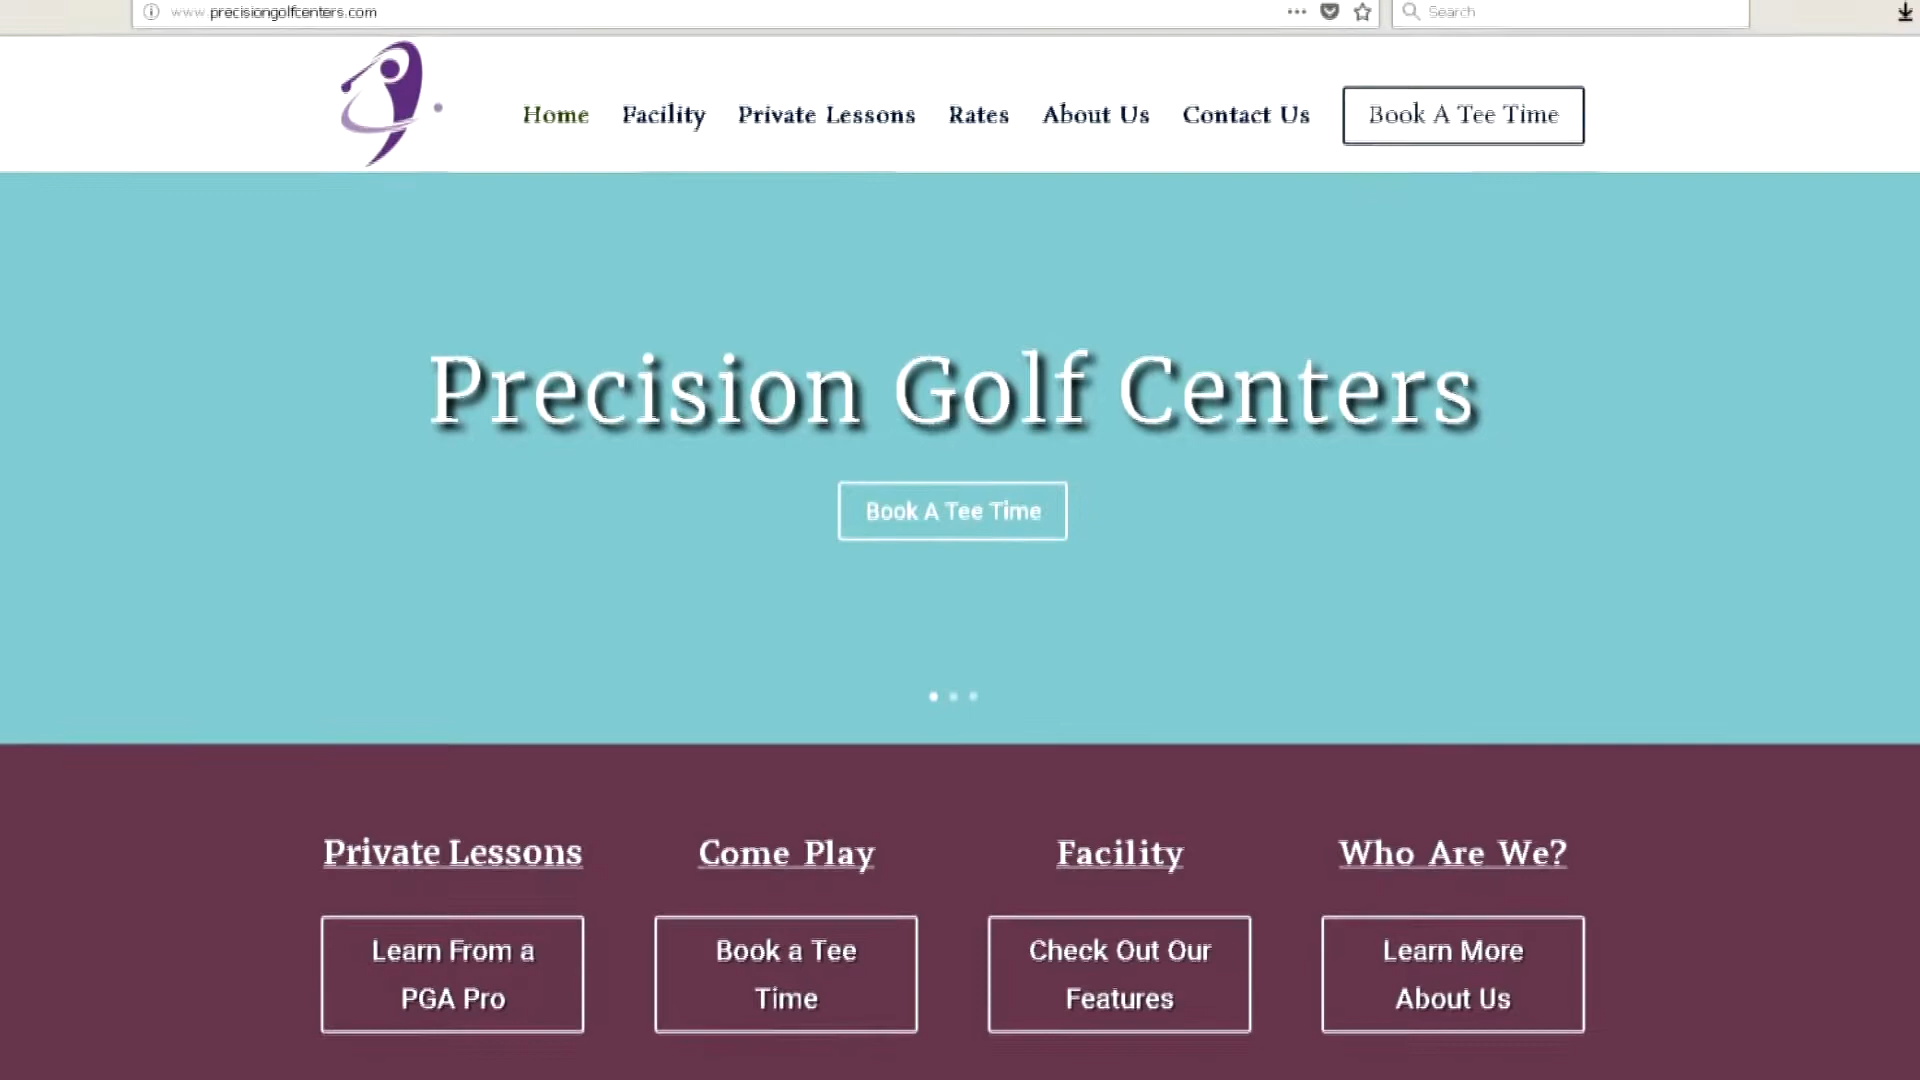 www.precisiongolfcenters.com
Search
Home Facility Private Lessons Rates About Us Contact Us Book A Tee Time
Precision Golf Centers
Book A Tee Time
Private Lessons Come Play Facility Who Are We?
Learn From a PGA Pro
Book a Tee Time
Check Out Our Features
Learn More About Us